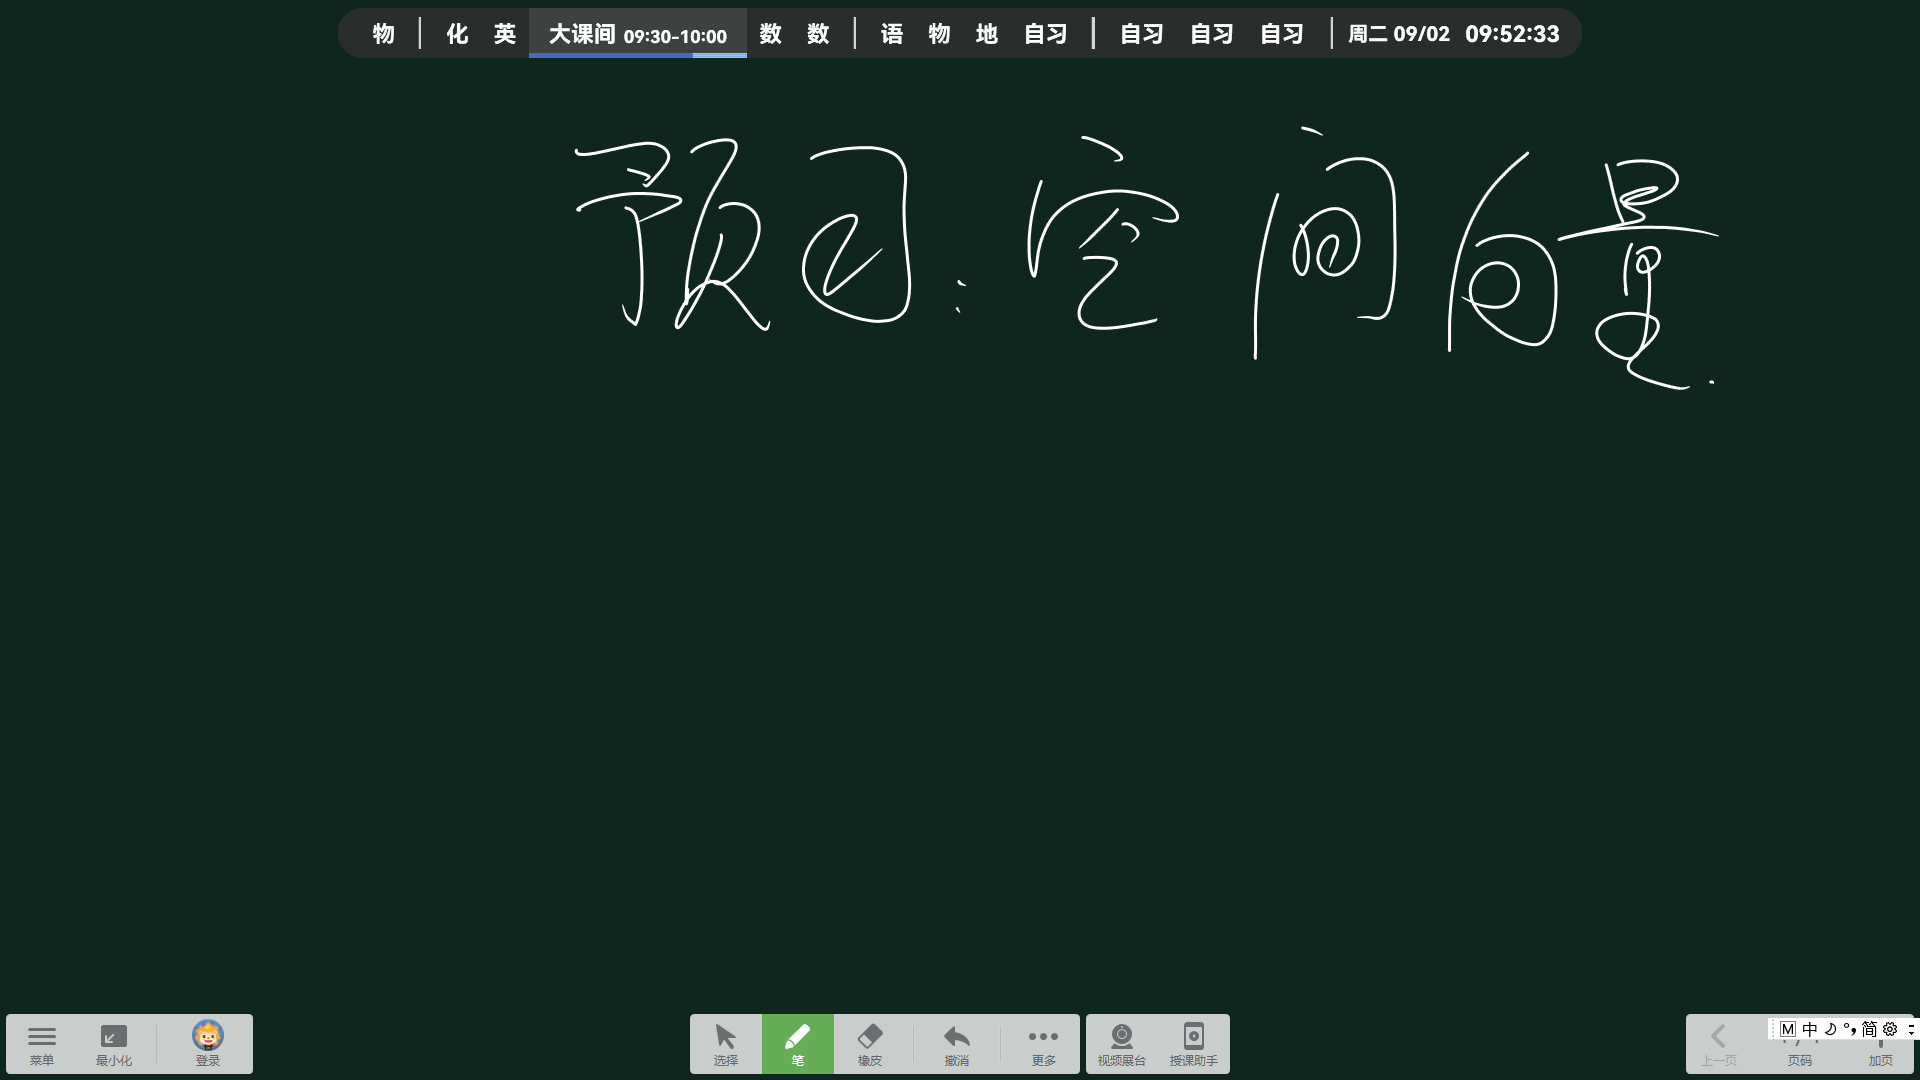 物 | 化 英 大课间 09:30-10:00 数 数 | 语 物 地 自习 | 自习 自习 自习 | 周二 09/02 09:52:33
预习:空间向量.
菜单 最小化 登录 选择 笔 橡皮 撤消 更多 视频展台 授课助手 上一页 页码 加页
M 中 简